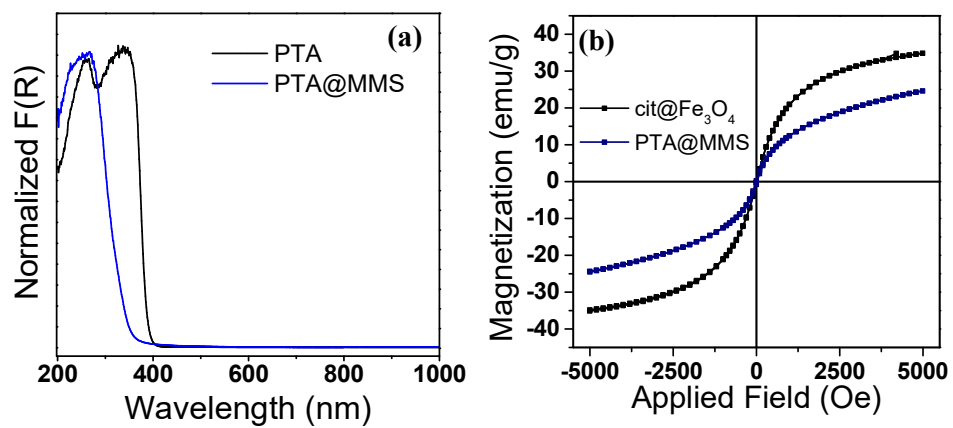 (a)
PTA
PTA@MMS
Normalized F(R)
200 400 600 800 1000
Wavelength (nm)
(b)
cit@Fe₃O₄
PTA@MMS
Magnetization (emu/g)
40
30
20
10
0
-10
-20
-30
-40
-5000 -2500 0 2500 5000
Applied Field (Oe)